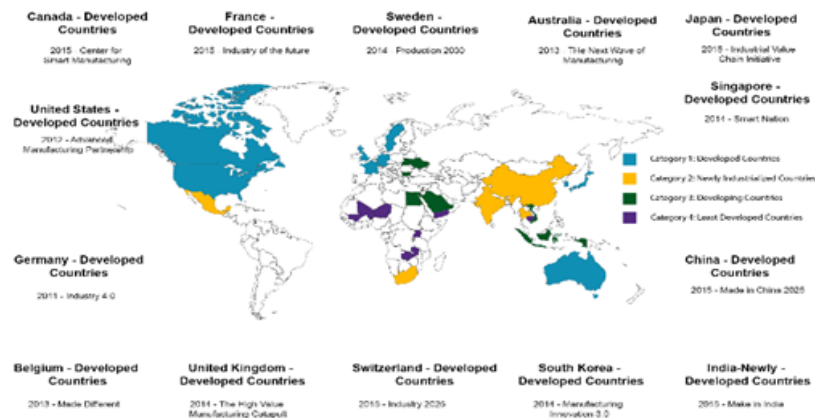 Canada - Developed
Countries
2015 - Center for
Smart Manufacturing
France -
Developed Countries
2015 - Industry of the future
Sweden -
Developed Countries
2014 - Production 2030
Australia - Developed
Countries
2013 - The Next Wave of
Manufacturing
Japan - Developed
Countries
2015 - Industrial Value
Chain Initiative
United States -
Developed Countries
2012 - Advanced
Manufacturing Partnership
Singapore -
Developed Countries
2014 - Smart Nation
Category 1: Developed Countries
Category 2: Newly Industrialized Countries
Category 3: Developing Countries
Category 4: Least Developed Countries
Germany - Developed
Countries
2011 - Industry 4.0
China - Developed
Countries
2015 - Made in China 2025
Belgium - Developed
Countries
2013 - Made Different
United Kingdom -
Developed Countries
2014 - The High Value
Manufacturing Catapult
Switzerland - Developed
Countries
Industry 2025
South Korea - Developed
Countries
2014 - Manufacturing
Innovation 3.0
India-Newly -
Developed Countries
2015 - Make in India